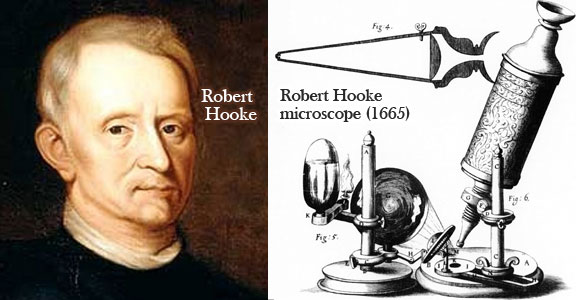 Robert
Hooke
Robert Hooke
microscope (1665)
Fig: 4.
Fig: 5.
Fig: 6.
K
A
H
B
I
C
A